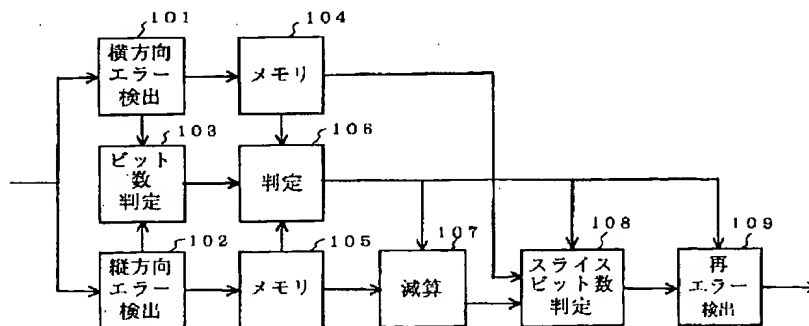 101
横方向
エラー
検出
104
メモリ
103
ビット
数
判定
106
判定
102
縦方向
エラー
検出
105
メモリ
107
減算
108
スライス
ビット数
判定
109
再
エラー
検出